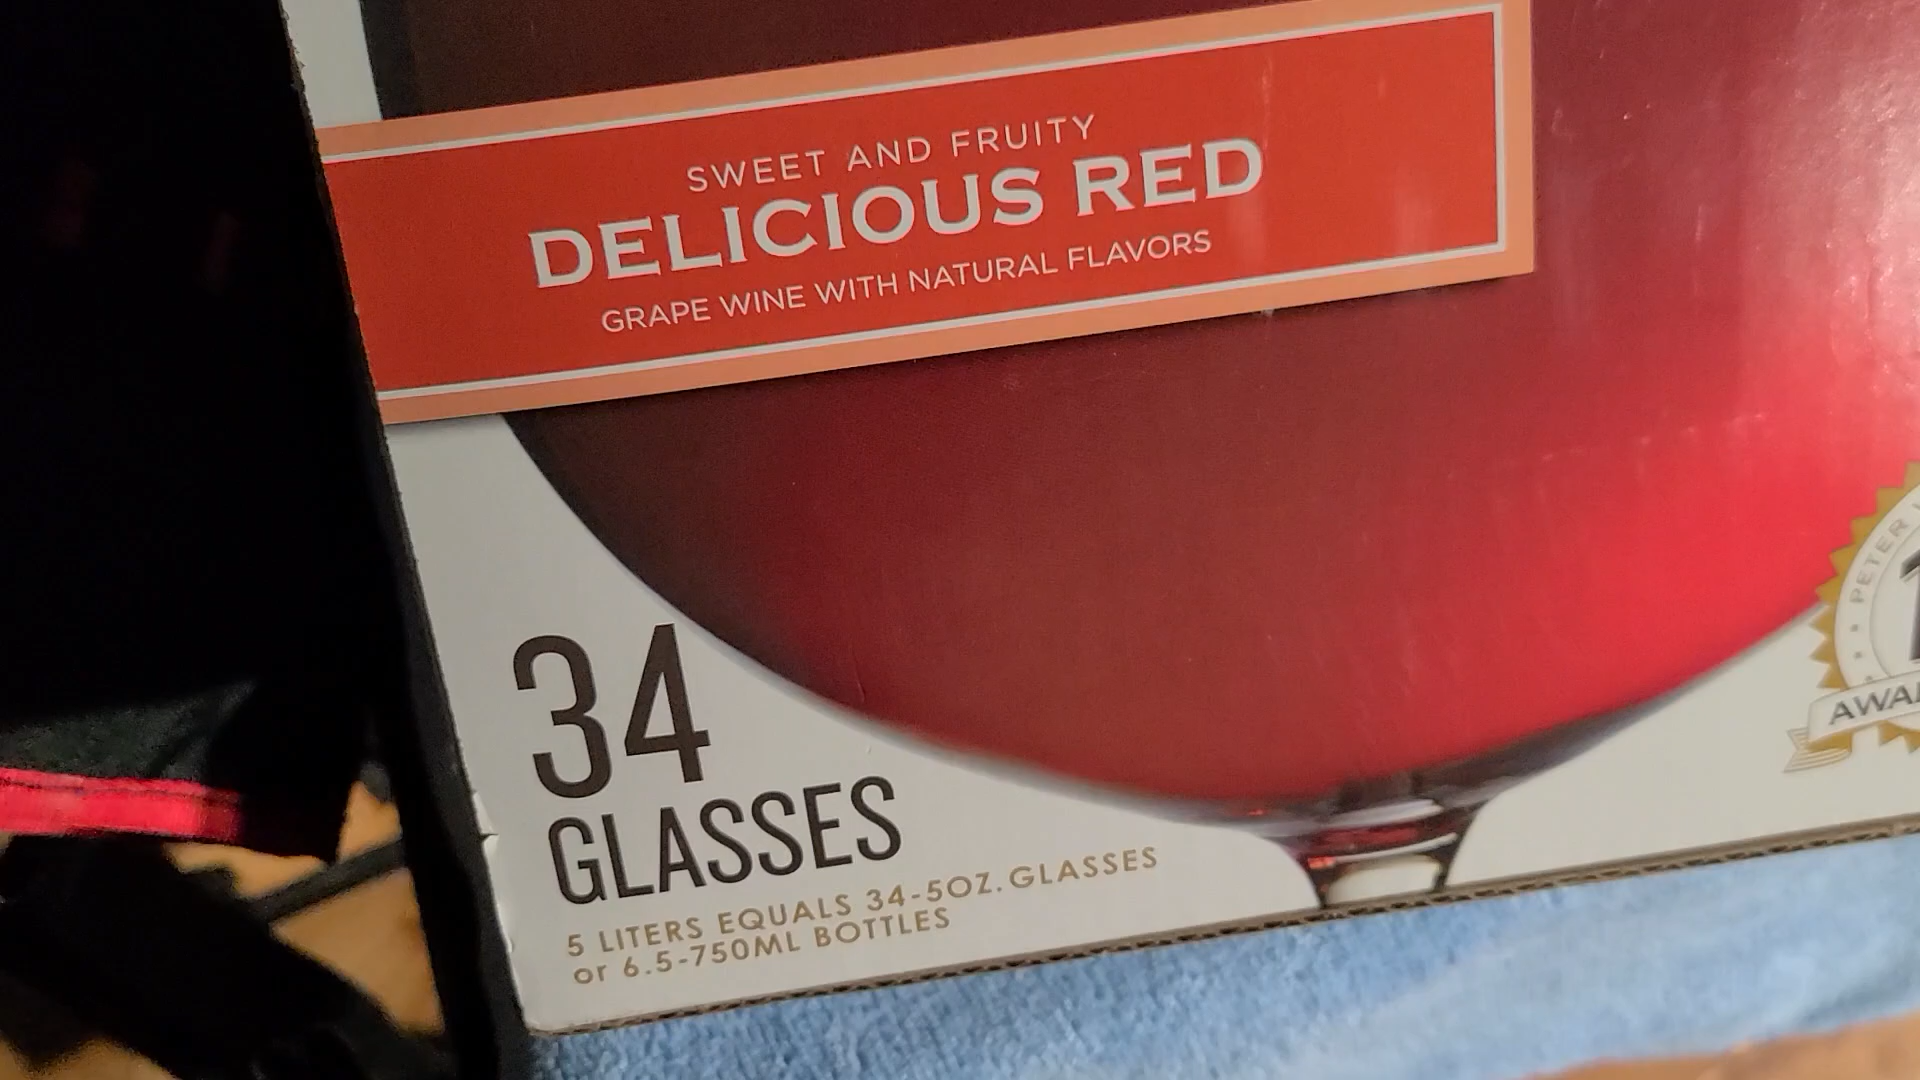 SWEET AND FRUITY
DELICIOUS RED
GRAPE WINE WITH NATURAL FLAVORS
34
GLASSES
5 LITERS EQUALS 34-5OZ. GLASSES
or 6.5-750ML BOTTLES
PETER